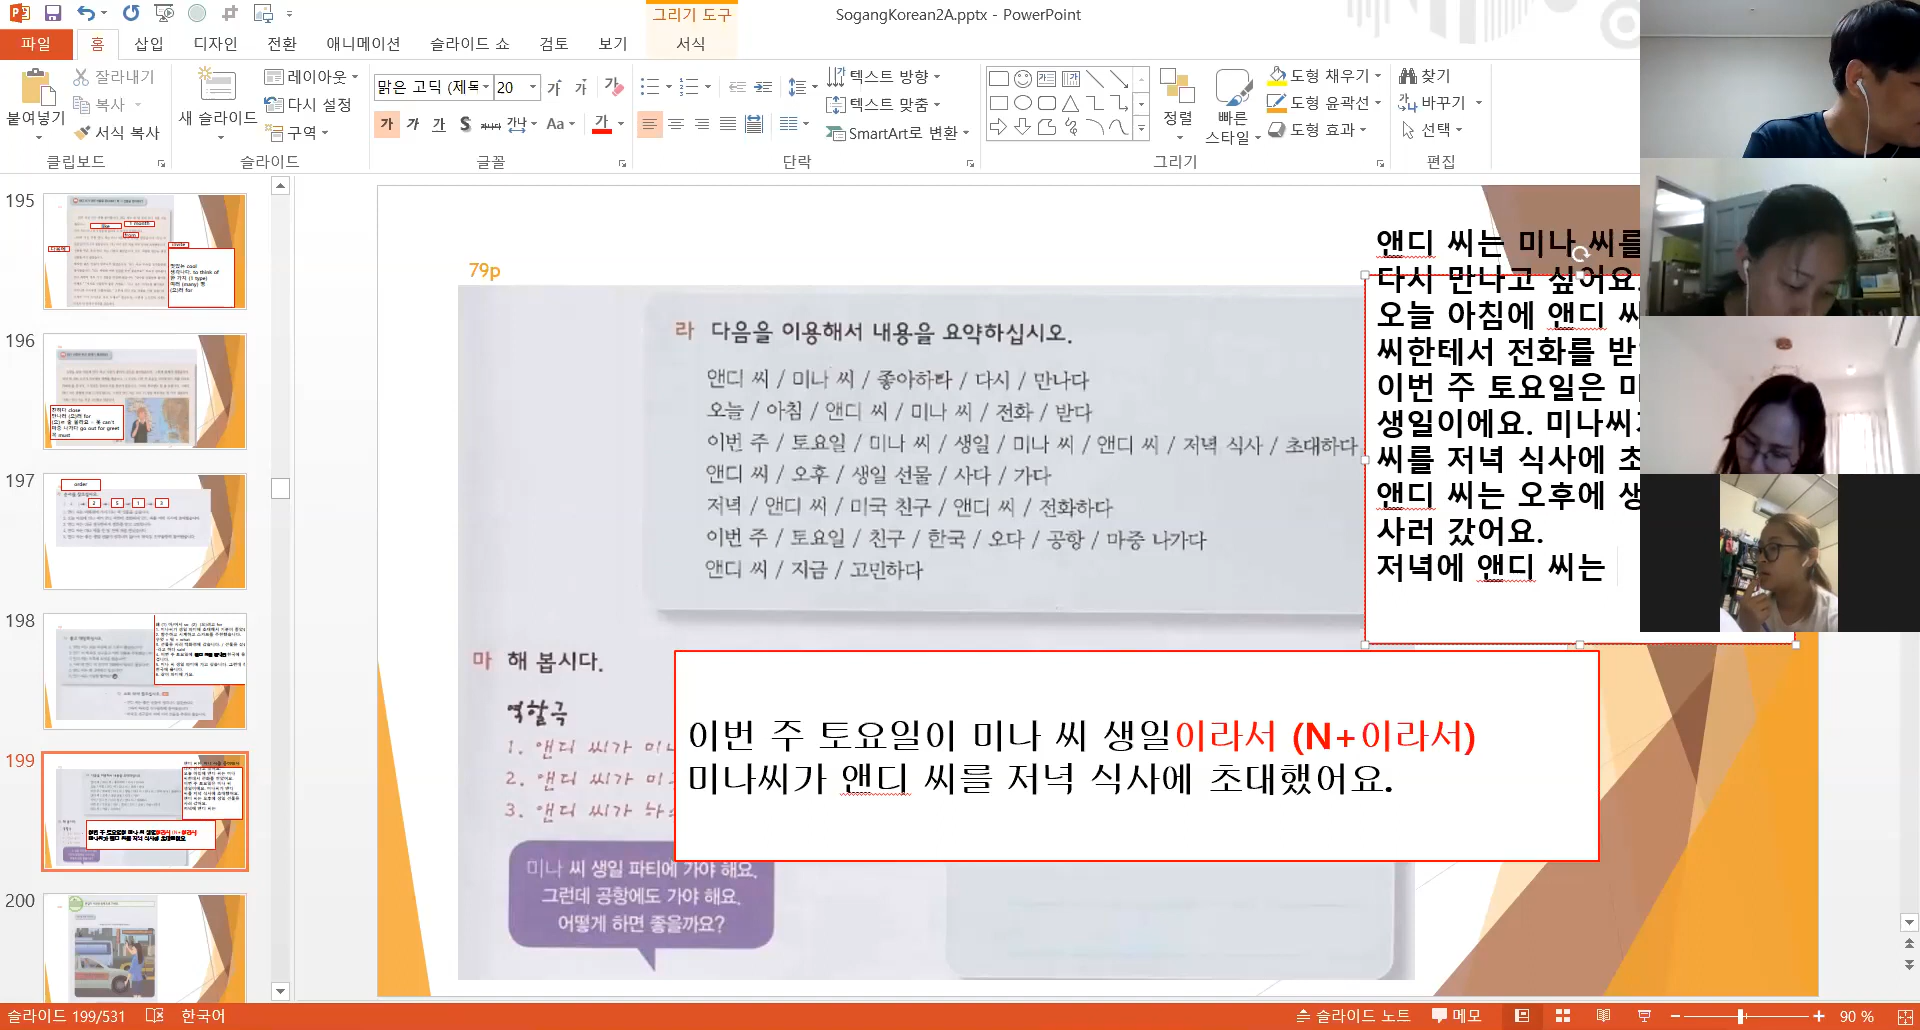 SogangKorean2A.pptx - PowerPoint
그리기 도구
파일 홈 삽입 디자인 전환 애니메이션 슬라이드 쇼 검토 보기 서식
붙여넣기
잘라내기
복사
서식 복사
클립보드
새 슬라이드
레이아웃
다시 설정
구역
슬라이드
맑은 고딕 (제목 20
글꼴
텍스트 방향
텍스트 맞춤
SmartArt로 변환
단락
정렬
빠른 스타일
도형 채우기
도형 윤곽선
도형 효과
그리기
찾기
바꾸기
선택
편집
195
196
197
order
198
199
200
79p
라 다음을 이용해서 내용을 요약하십시오.
앤디 씨 / 미나 씨 / 좋아하다 / 다시 / 만나다
오늘 / 아침 / 앤디 씨 / 미나 씨 / 전화 / 받다
이번 주 / 토요일 / 미나 씨 / 생일 / 미나 씨 / 앤디 씨 / 저녁 식사 / 초대하다
앤디 씨 / 오후 / 생일 선물 / 사다 / 가다
저녁 / 앤디 씨 / 미국 친구 / 앤디 씨 / 전화하다
이번 주 / 토요일 / 친구 / 한국 / 오다 / 공항 / 마중 나가다
앤디 씨 / 지금 / 고민하다
앤디 씨는 미나 씨를
다시 만나고 싶어요.
오늘 아침에 앤디
씨한테서 전화를
이번 주 토요일은
생일이에요.
씨를 저녁 식사에
앤디 씨는 오후에
사러 갔어요.
저녁에 앤디 씨는
마 해 봅시다.
역할극
1. 앤디 씨가
2. 앤디 씨가
3. 앤디 씨가
이번 주 토요일이 미나 씨 생일이라서 (N+이라서)
미나씨가 앤디 씨를 저녁 식사에 초대했어요.
미나 씨 생일 파티에 가야 해요.
그런데 공항에도 가야 해요.
어떻게 하면 좋을까요?
슬라이드 199/531 한국어
슬라이드 노트 메모 90 %